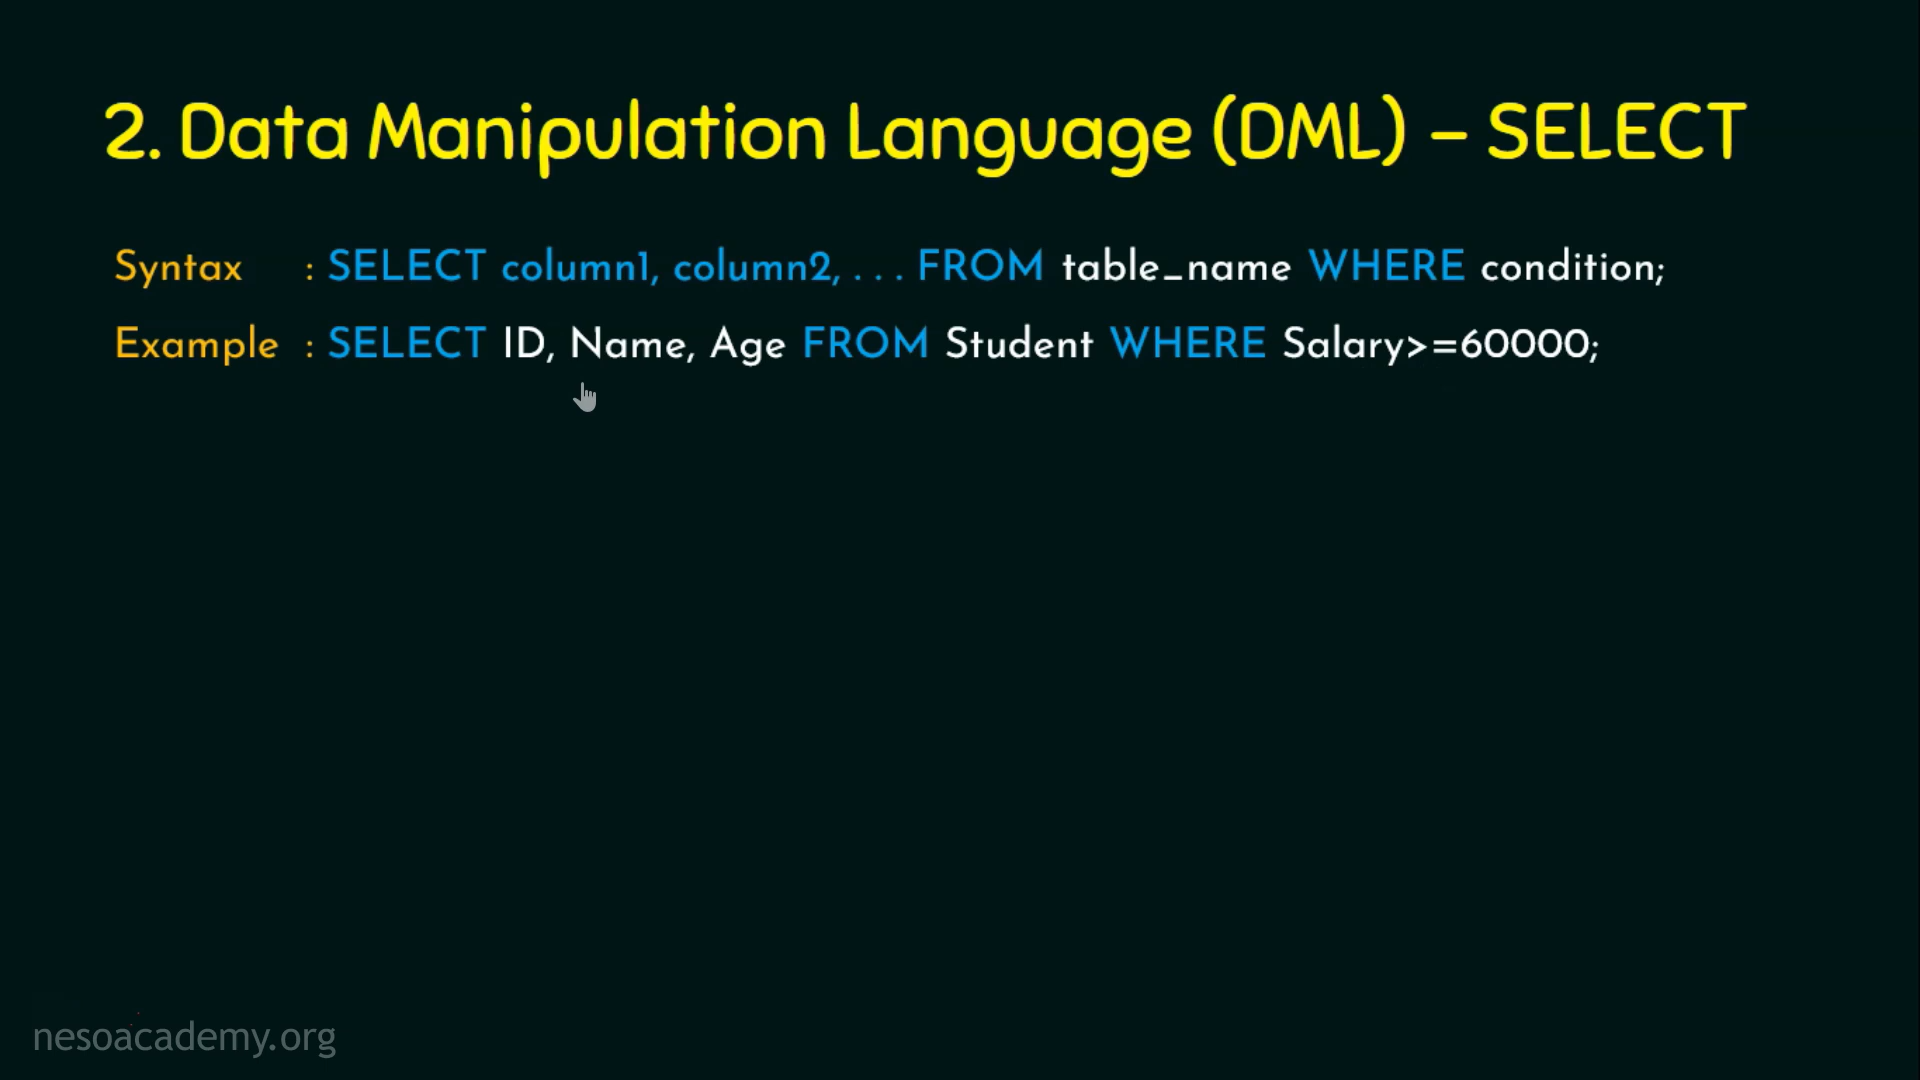 2. Data Manipulation Language (DML) – SELECT
Syntax : SELECT column1, column2, . . . FROM table_name WHERE condition;
Example : SELECT ID, Name, Age FROM Student WHERE Salary>=60000;
nesoacademy.org